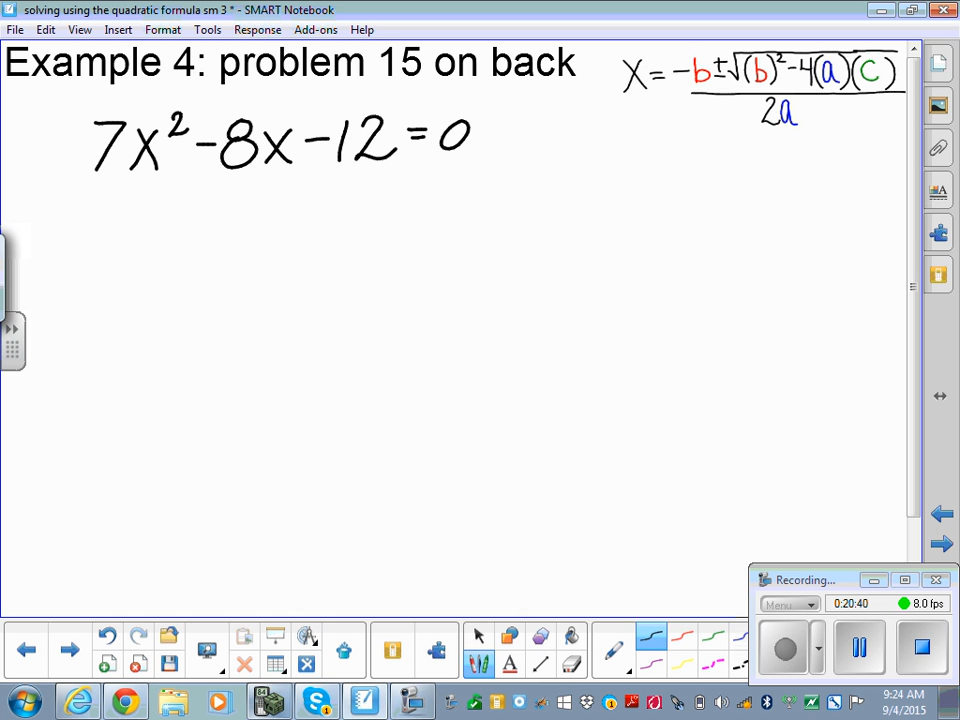 solving using the quadratic formula sm 3 * - SMART Notebook
File Edit View Insert Format Tools Response Add-ons Help
Example 4: problem 15 on back
x = -b±√(b)²-4(a)(c)
2a
7x² - 8x - 12 = 0
Recording...
Menu
0:20:40
8.0 fps
9:24 AM
9/4/2015